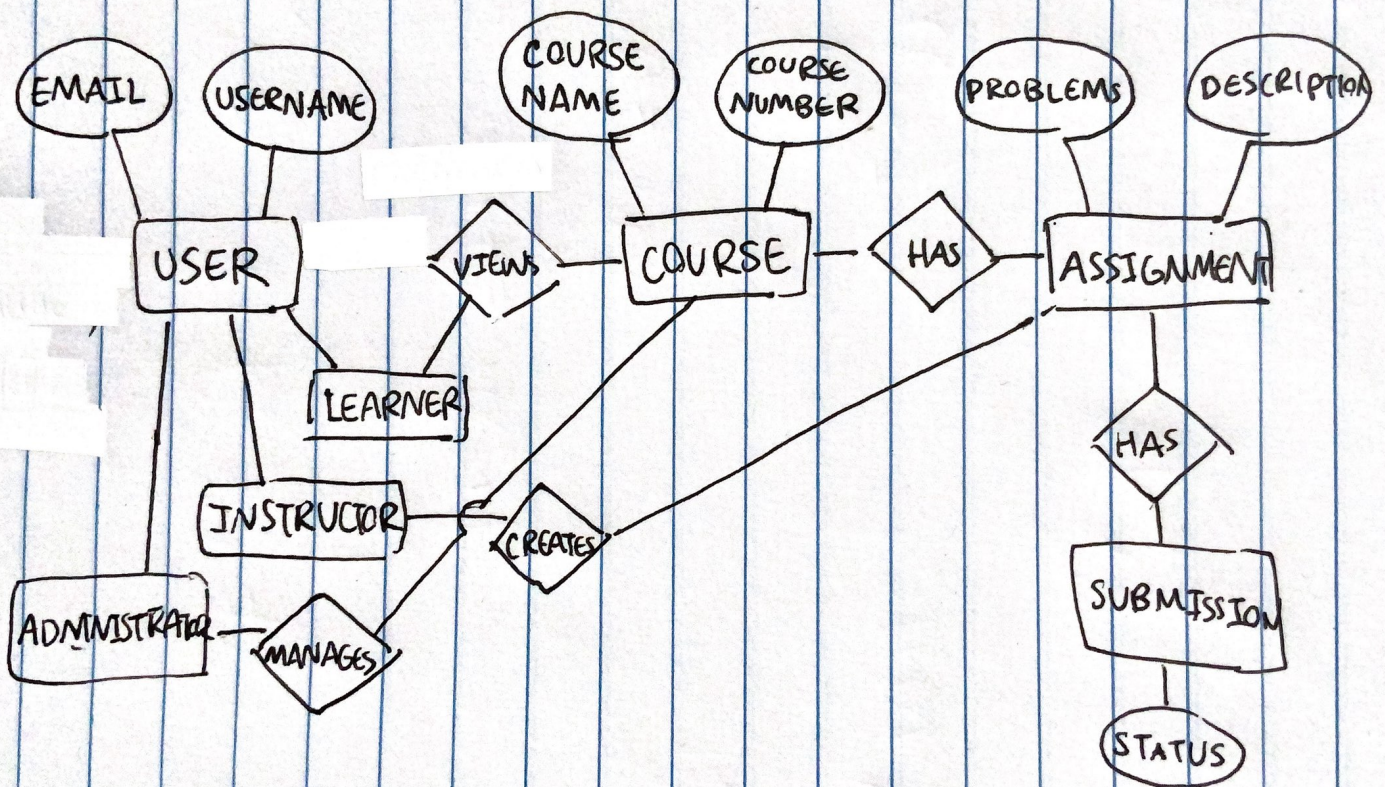 EMAIL
USERNAME
COURSE
NAME
COURSE
NUMBER
PROBLEMS
DESCRIPTION
USER
VIEWS
COURSE
HAS
ASSIGNMENT
LEARNER
HAS
INSTRUCTOR
CREATES
ADMINISTRATOR
MANAGES
SUBMISSION
STATUS